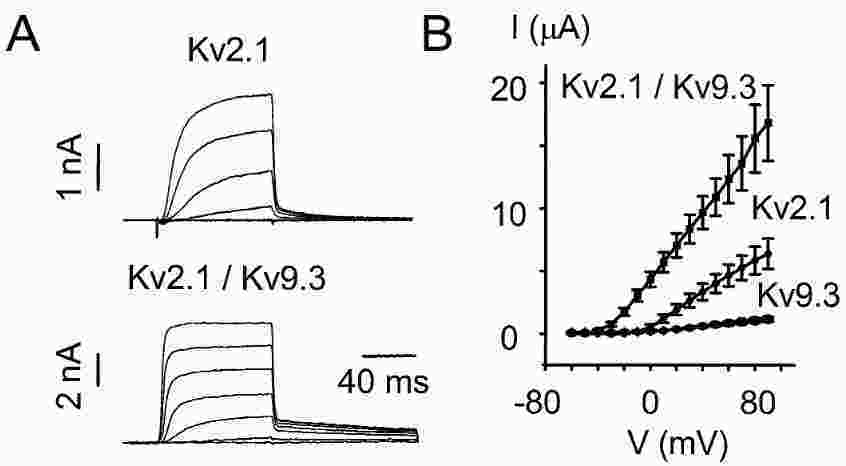 A
Kv2.1
1 nA
Kv2.1 / Kv9.3
2 nA
40 ms
B
I (μA)
20
Kv2.1 / Kv9.3
10
Kv2.1
Kv9.3
0
-80 0 80
V (mV)